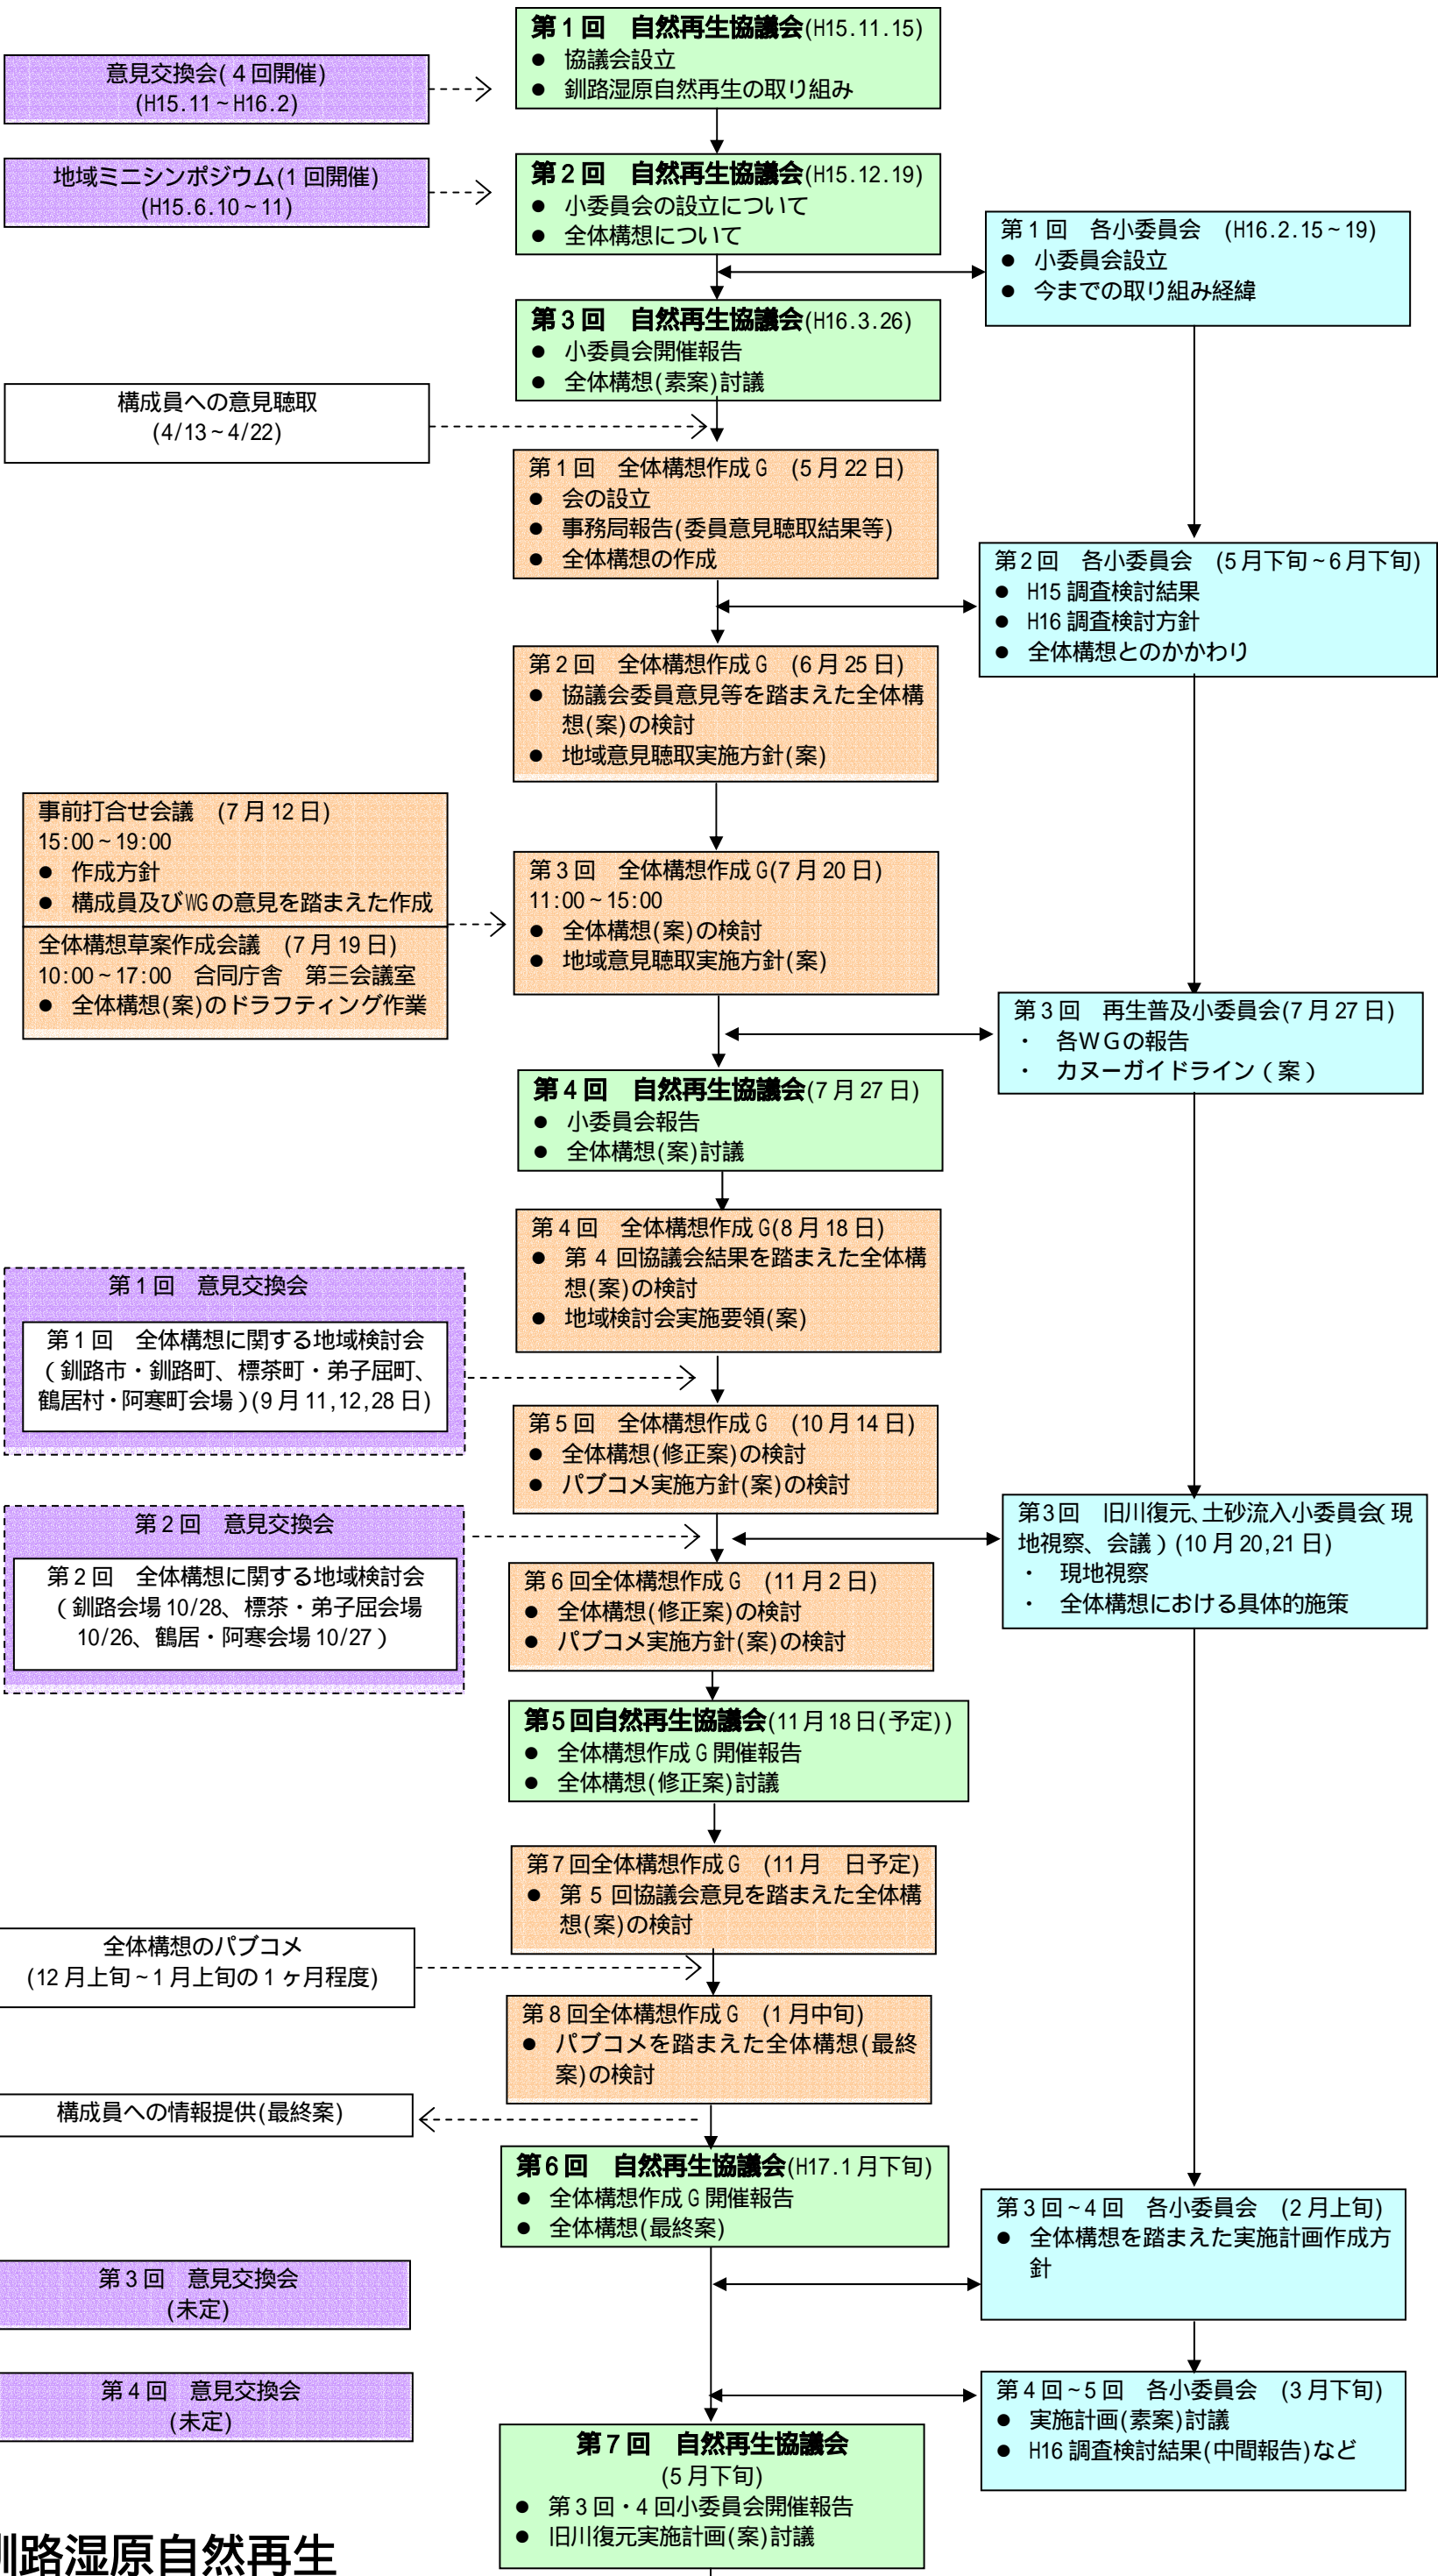 第１回　自然再生協議会(H15.11.15)
● 協議会設立
● 釧路湿原自然再生の取り組み
意見交換会(４回開催)
(H15.11～H16.2)
第２回　自然再生協議会(H15.12.19)
● 小委員会の設立について
● 全体構想について
地域ミニシンポジウム(1回開催)
(H15.6.10～11)
第１回　各小委員会　(H16.2.15～19)
● 小委員会設立
● 今までの取り組み経緯
第３回　自然再生協議会(H16.3.26)
● 小委員会開催報告
● 全体構想(素案)討議
構成員への意見聴取
(4/13～4/22)
第１回　全体構想作成Ｇ　(５月22日)
● 会の設立
● 事務局報告(委員意見聴取結果等)
● 全体構想の作成
第２回　各小委員会　(５月下旬～６月下旬)
● H15 調査検討結果
● H16 調査検討方針
● 全体構想とのかかわり
第２回　全体構想作成Ｇ　(６月25日)
● 協議会委員意見等を踏まえた全体構
想(案)の検討
● 地域意見聴取実施方針(案)
事前打合せ会議　(７月12日)
15:00～19:00
● 作成方針
● 構成員及びWGの意見を踏まえた作成
全体構想草案作成会議　(７月19日)
10:00～17:00　合同庁舎　第三会議室
● 全体構想(案)のドラフティング作業
第３回　全体構想作成Ｇ(７月20日)
11:00～15:00
● 全体構想(案)の検討
● 地域意見聴取実施方針(案)
第３回　再生普及小委員会(７月27日)
・ 各ＷＧの報告
・ カヌーガイドライン（案）
第４回　自然再生協議会(７月27日)
● 小委員会報告
● 全体構想(案)討議
第４回　全体構想作成Ｇ(８月18日)
● 第４回協議会結果を踏まえた全体構
想(案)の検討
● 地域検討会実施要領(案)
第１回　意見交換会
第１回　全体構想に関する地域検討会
（釧路市・釧路町、標茶町・弟子屈町、
鶴居村・阿寒町会場）(９月11,12,28日)
第５回　全体構想作成Ｇ　(10月14日)
● 全体構想(修正案)の検討
● パブコメ実施方針(案)の検討
第２回　意見交換会
第２回　全体構想に関する地域検討会
（釧路会場10/28、標茶・弟子屈会場
10/26、鶴居・阿寒会場10/27）
第３回　旧川復元、土砂流入小委員会（現
地視察、会議）(10月20,21日)
・ 現地視察
・ 全体構想における具体的施策
第６回全体構想作成Ｇ　(11月２日)
● 全体構想(修正案)の検討
● パブコメ実施方針(案)の検討
第５回自然再生協議会(11月18日(予定))
● 全体構想作成Ｇ開催報告
● 全体構想(修正案)討議
第７回全体構想作成Ｇ　(11月　日予定)
● 第５回協議会意見を踏まえた全体構
想(案)の検討
全体構想のパブコメ
(12月上旬～１月上旬の１ヶ月程度)
第８回全体構想作成Ｇ　(１月中旬)
● パブコメを踏まえた全体構想(最終
案)の検討
構成員への情報提供(最終案)
第６回　自然再生協議会(H17.１月下旬)
● 全体構想作成Ｇ開催報告
● 全体構想(最終案)
第３回～４回　各小委員会　(２月上旬)
● 全体構想を踏まえた実施計画作成方
針
第３回　意見交換会
(未定)
第４回　意見交換会
(未定)
第４回～５回　各小委員会　(３月下旬)
● 実施計画(素案)討議
● H16 調査検討結果(中間報告)など
第７回　自然再生協議会
(５月下旬)
● 第３回・４回小委員会開催報告
● 旧川復元実施計画(案)討議
釧路湿原自然再生